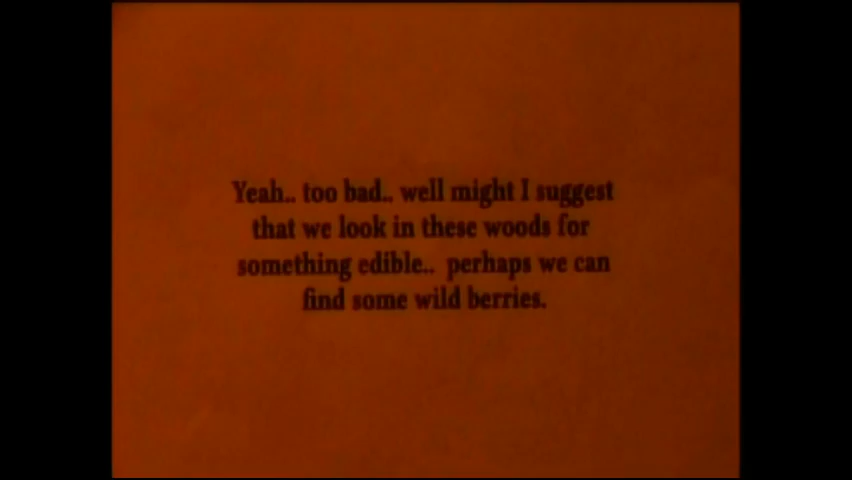 Yeah.. too bad.. well might I suggest
that we look in these woods for
something edible..  perhaps we can
find some wild berries.